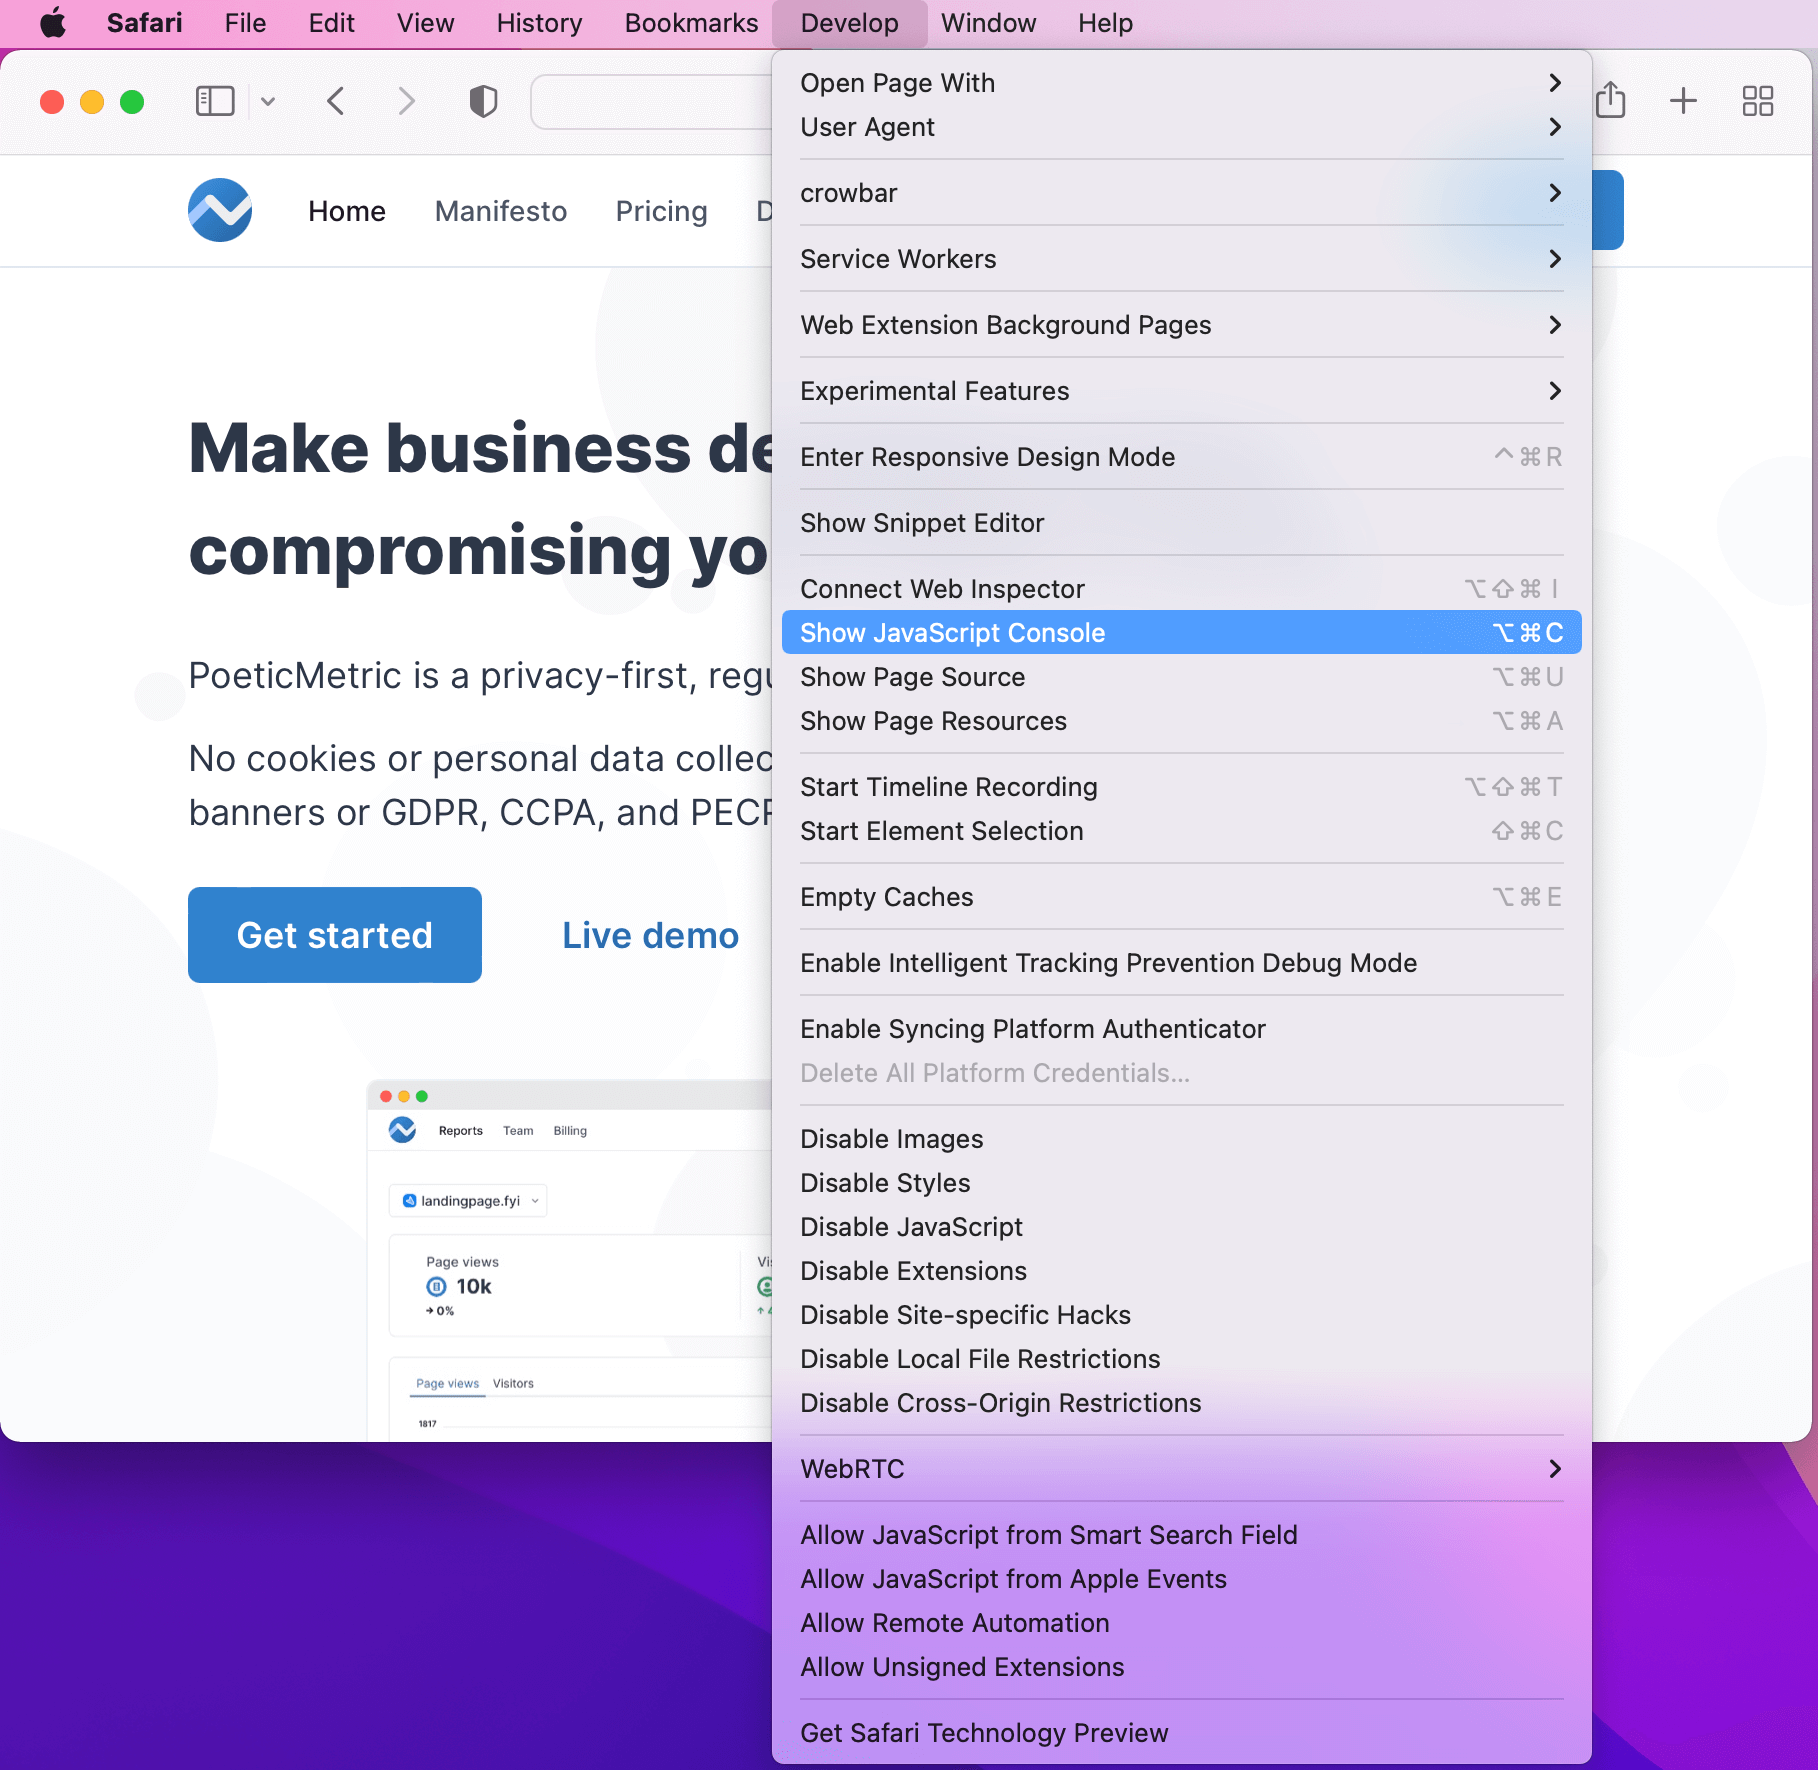 Safari File Edit View History Bookmarks Develop Window Help
Home Manifesto Pricing
Make business
compromising
PoeticMetric is a privacy-first,
No cookies or personal data
banners or GDPR, CCPA, and
Get started Live demo
Reports Team Billing
landingpage.fyi
Page views
10k
→ 0%
Page views Visitors
1817
Open Page With
User Agent
crowbar
Service Workers
Web Extension Background Pages
Experimental Features
Enter Responsive Design Mode ^⌘R
Show Snippet Editor
Connect Web Inspector ⌥⇧⌘I
Show JavaScript Console ⌥⌘C
Show Page Source ⌥⌘U
Show Page Resources ⌥⌘A
Start Timeline Recording ⌥⇧⌘T
Start Element Selection ⇧⌘C
Empty Caches ⌥⌘E
Enable Intelligent Tracking Prevention Debug Mode
Enable Syncing Platform Authenticator
Delete All Platform Credentials...
Disable Images
Disable Styles
Disable JavaScript
Disable Extensions
Disable Site-specific Hacks
Disable Local File Restrictions
Disable Cross-Origin Restrictions
WebRTC
Allow JavaScript from Smart Search Field
Allow JavaScript from Apple Events
Allow Remote Automation
Allow Unsigned Extensions
Get Safari Technology Preview